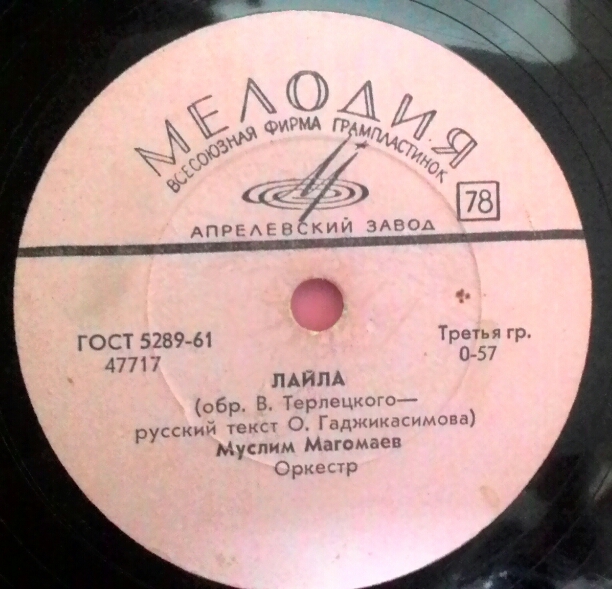 МЕЛОДИЯ
ВСЕСОЮЗНАЯ ФИРМА ГРАМПЛАСТИНОК
78
АПРЕЛЕВСКИЙ ЗАВОД
ГОСТ 5289-61
47717
Третья гр.
0-57
ЛАЙЛА
(обр. В. Терлецкого—
русский текст О. Гаджикасимова)
Муслим Магомаев
Оркестр